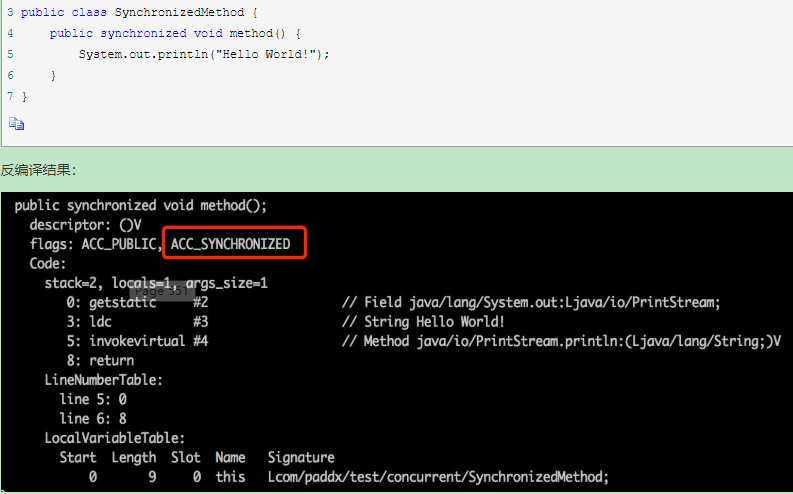 3 public class SynchronizedMethod {
4     public synchronized void method() {
5         System.out.println("Hello World!");
6     }
7 }
反编译结果：
public synchronized void method();
  descriptor: ()V
  flags: ACC_PUBLIC, ACC_SYNCHRONIZED
  Code:
    stack=2, locals=1, args_size=1
Page 351
       0: getstatic     #2                  // Field java/lang/System.out:Ljava/io/PrintStream;
       3: ldc           #3                  // String Hello World!
       5: invokevirtual #4                  // Method java/io/PrintStream.println:(Ljava/lang/String;)V
       8: return
    LineNumberTable:
      line 5: 0
      line 6: 8
    LocalVariableTable:
      Start  Length  Slot  Name   Signature
          0       9     0  this   Lcom/paddx/test/concurrent/SynchronizedMethod;